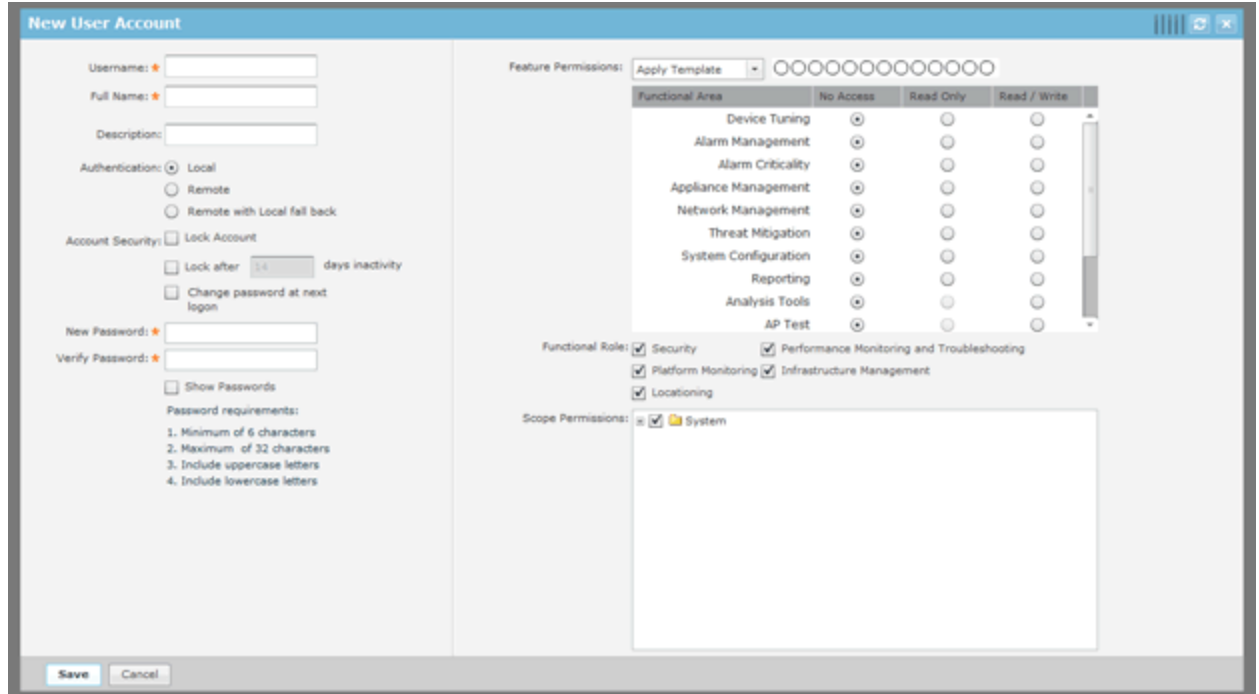 New User Account
Username: *
Full Name: *
Description:
Authentication: Local
Remote
Remote with Local fall back
Account Security: Lock Account
Lock after 14 days inactivity
Change password at next
logon
New Password: *
Verify Password: *
Show Passwords
Password requirements:
1. Minimum of 6 characters
2. Maximum of 32 characters
3. Include uppercase letters
4. Include lowercase letters
Feature Permissions: Apply Template
Functional Area No Access Read Only Read / Write
Device Tuning
Alarm Management
Alarm Criticality
Appliance Management
Network Management
Threat Mitigation
System Configuration
Reporting
Analysis Tools
AP Test
Functional Role: Security Performance Monitoring and Troubleshooting
Platform Monitoring Infrastructure Management
Locationing
Scope Permissions: System
Save Cancel